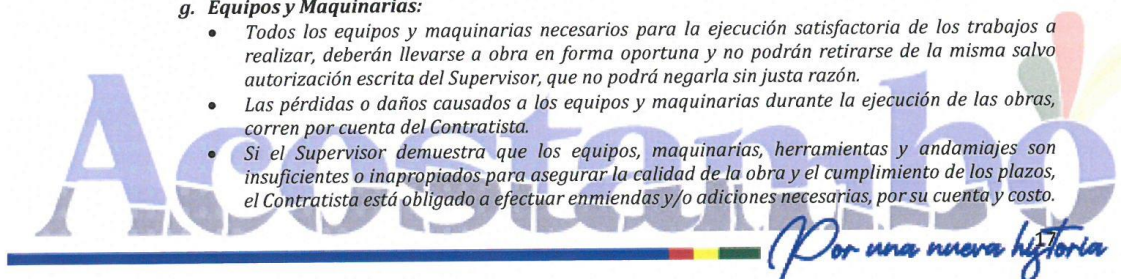 g. Equipos y Maquinarias:
• Todos los equipos y maquinarias necesarios para la ejecución satisfactoria de los trabajos a
realizar, deberán llevarse a obra en forma oportuna y no podrán retirarse de la misma salvo
autorización escrita del Supervisor, que no podrá negarla sin justa razón.
• Las pérdidas o daños causados a los equipos y maquinarias durante la ejecución de las obras,
corren por cuenta del Contratista.
• Si el Supervisor demuestra que los equipos, maquinarias, herramientas y andamiajes son
insuficientes o inapropiados para asegurar la calidad de la obra y el cumplimiento de los plazos,
el Contratista está obligado a efectuar enmiendas y/o adiciones necesarias, por su cuenta y costo.
Acostambo
Por una nueva historia
17